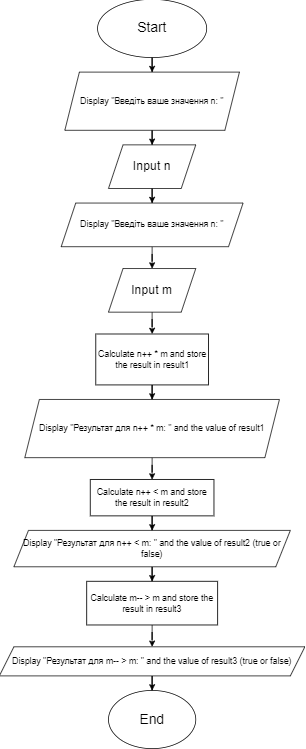 Start
Display "Введіть ваше значення n: "
Input n
Display "Введіть ваше значення n: "
Input m
Calculate n++ * m and store
the result in result1
Display "Результат для n++ * m: " and the value of result1
Calculate n++ < m and store
the result in result2
Display "Результат для n++ < m: " and the value of result2 (true or
false)
Calculate m-- > m and store the
result in result3
Display "Результат для m-- > m: " and the value of result3 (true or false)
End